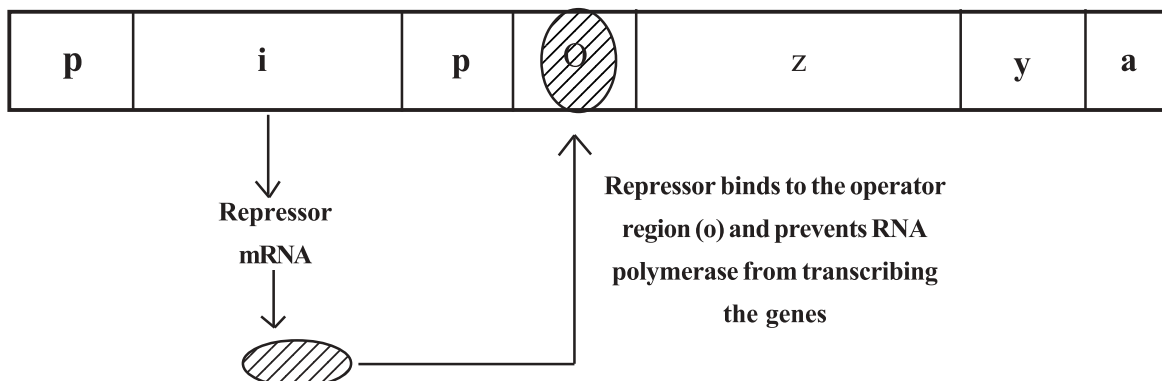 p i p O z y a
Repressor
mRNA
Repressor binds to the operator
region (o) and prevents RNA
polymerase from transcribing
the genes